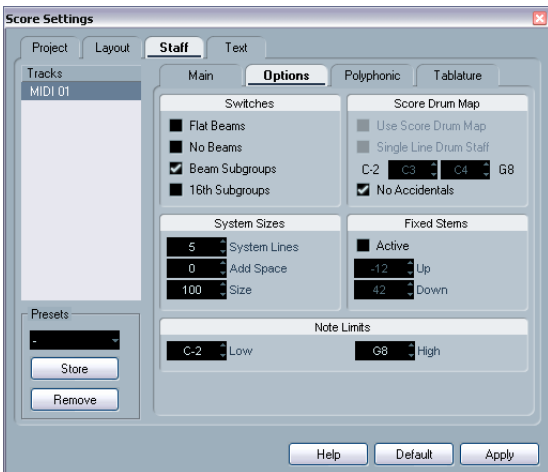 Score Settings
Project Layout Staff Text
Tracks
MIDI 01
Main Options Polyphonic Tablature
Switches
Flat Beams
No Beams
Beam Subgroups
16th Subgroups
Score Drum Map
Use Score Drum Map
Single Line Drum Staff
C-2 C3 C4 G8
No Accidentals
System Sizes
5 System Lines
0 Add Space
100 Size
Fixed Stems
Active
-12 Up
42 Down
Presets
-
Store
Remove
Note Limits
C-2 Low G8 High
Help Default Apply